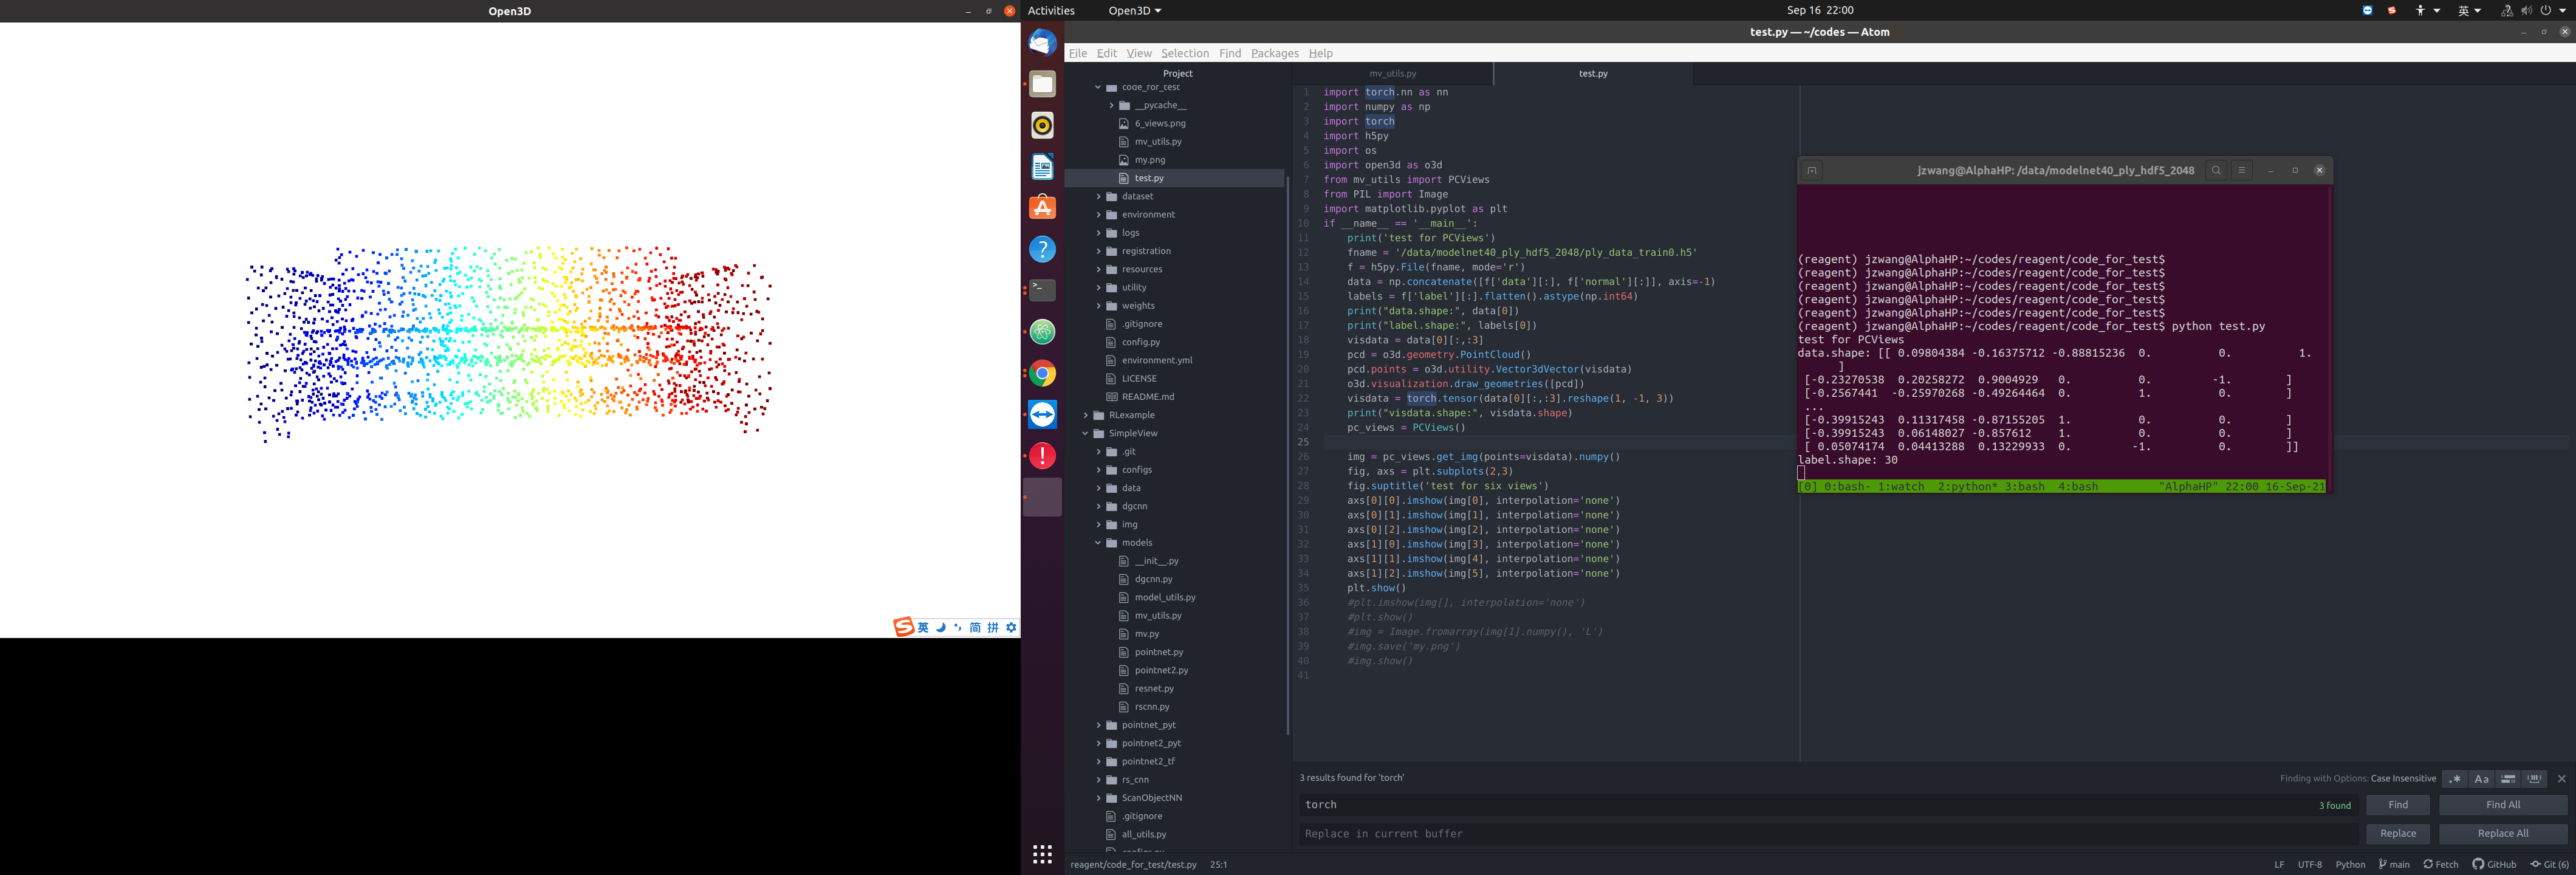 Open3D
英 简 拼
Activities
Open3D
Sep 16 22:00
英
test.py — ~/codes — Atom
File Edit View Selection Find Packages Help
Project
code_for_test
__pycache__
6_views.png
mv_utils.py
my.png
test.py
dataset
environment
logs
registration
resources
utility
weights
.gitignore
config.py
environment.yml
LICENSE
README.md
RLexample
SimpleView
.git
configs
data
dgcnn
img
models
__init__.py
dgcnn.py
model_utils.py
mv_utils.py
mv.py
pointnet.py
pointnet2.py
resnet.py
rscnn.py
pointnet_pyt
pointnet2_pyt
pointnet2_tf
rs_cnn
ScanObjectNN
.gitignore
all_utils.py
mv_utils.py
test.py
1 import torch.nn as nn
2 import numpy as np
3 import torch
4 import h5py
5 import os
6 import open3d as o3d
7 from mv_utils import PCViews
8 from PIL import Image
9 import matplotlib.pyplot as plt
10 if __name__ == '__main__':
11 print('test for PCViews')
12 fname = '/data/modelnet40_ply_hdf5_2048/ply_data_train0.h5'
13 f = h5py.File(fname, mode='r')
14 data = np.concatenate([f['data'][:], f['normal'][:]], axis=-1)
15 labels = f['label'][:].flatten().astype(np.int64)
16 print("data.shape:", data[0])
17 print("label.shape:", labels[0])
18 visdata = data[0][:,:3]
19 pcd = o3d.geometry.PointCloud()
20 pcd.points = o3d.utility.Vector3dVector(visdata)
21 o3d.visualization.draw_geometries([pcd])
22 visdata = torch.tensor(data[0][:,:3].reshape(1, -1, 3))
23 print("visdata.shape:", visdata.shape)
24 pc_views = PCViews()
25
26 img = pc_views.get_img(points=visdata).numpy()
27 fig, axs = plt.subplots(2,3)
28 fig.suptitle('test for six views')
29 axs[0][0].imshow(img[0], interpolation='none')
30 axs[0][1].imshow(img[1], interpolation='none')
31 axs[0][2].imshow(img[2], interpolation='none')
32 axs[1][0].imshow(img[3], interpolation='none')
33 axs[1][1].imshow(img[4], interpolation='none')
34 axs[1][2].imshow(img[5], interpolation='none')
35 plt.show()
36 #plt.imshow(img[], interpolation='none')
37 #plt.show()
38 #img = Image.fromarray(img[1].numpy(), 'L')
39 #img.save('my.png')
40 #img.show()
41
jzwang@AlphaHP: /data/modelnet40_ply_hdf5_2048
(reagent) jzwang@AlphaHP:~/codes/reagent/code_for_test$
(reagent) jzwang@AlphaHP:~/codes/reagent/code_for_test$
(reagent) jzwang@AlphaHP:~/codes/reagent/code_for_test$
(reagent) jzwang@AlphaHP:~/codes/reagent/code_for_test$
(reagent) jzwang@AlphaHP:~/codes/reagent/code_for_test$
(reagent) jzwang@AlphaHP:~/codes/reagent/code_for_test$ python test.py
test for PCViews
data.shape: [[ 0.09804384 -0.16375712 -0.88815236 0. 0. 1.
]
[-0.23270538 0.20258272 0.9004929 0. 0. -1. ]
[-0.2567441 -0.25970268 -0.49264464 0. 1. 0. ]
...
[-0.39915243 0.11317458 -0.87155205 1. 0. 0. ]
[-0.39915243 0.06148027 -0.857612 1. 0. 0. ]
[ 0.05074174 0.04413288 0.13229933 0. -1. 0. ]]
label.shape: 30
[0] 0:bash- 1:watch 2:python* 3:bash 4:bash "AlphaHP" 22:00 16-Sep-21
3 results found for 'torch'
Finding with Options: Case Insensitive
.* Aa
torch
3 found
Find
Find All
Replace in current buffer
Replace
Replace All
reagent/code_for_test/test.py 25:1
LF UTF-8 Python main Fetch GitHub Git (6)